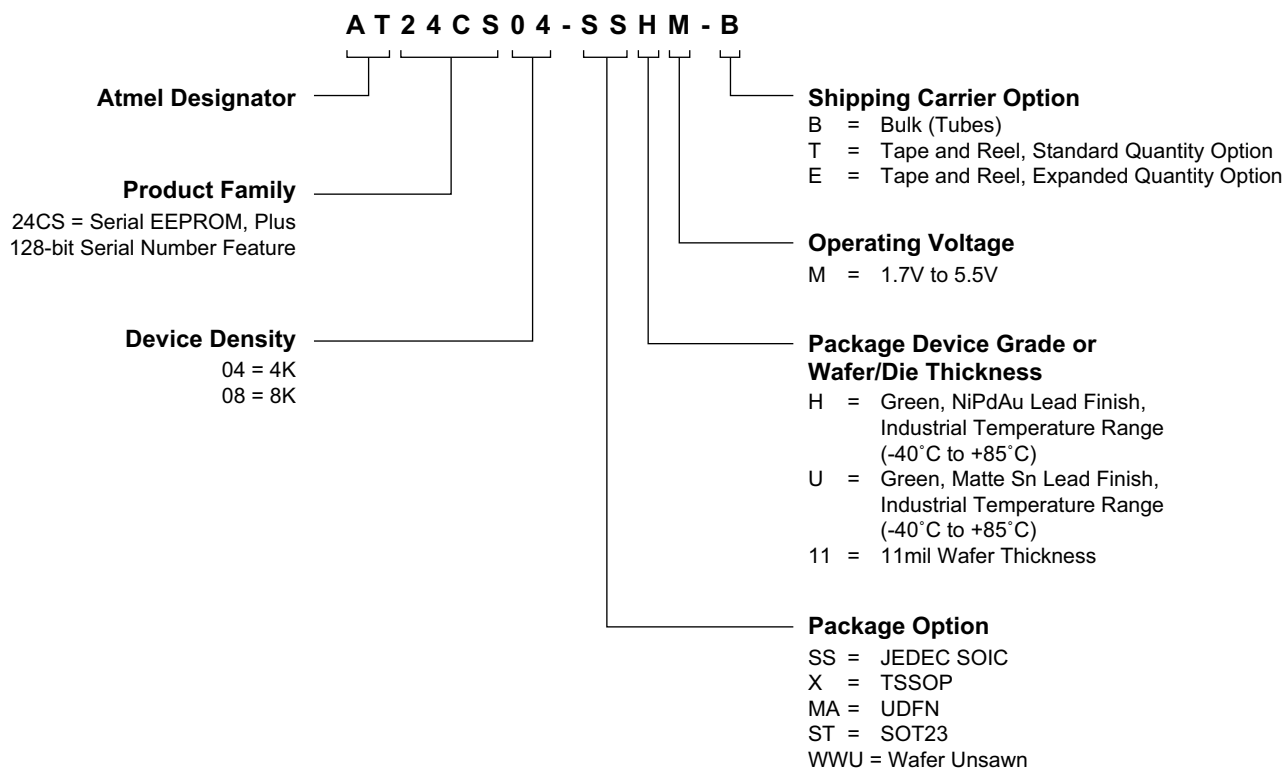 AT24CS04-SSHM-B
Atmel Designator
Product Family
24CS = Serial EEPROM, Plus
128-bit Serial Number Feature
Device Density
04 = 4K
08 = 8K
Shipping Carrier Option
B = Bulk (Tubes)
T = Tape and Reel, Standard Quantity Option
E = Tape and Reel, Expanded Quantity Option
Operating Voltage
M = 1.7V to 5.5V
Package Device Grade or
Wafer/Die Thickness
H = Green, NiPdAu Lead Finish,
Industrial Temperature Range
(-40˚C to +85˚C)
U = Green, Matte Sn Lead Finish,
Industrial Temperature Range
(-40˚C to +85˚C)
11 = 11mil Wafer Thickness
Package Option
SS = JEDEC SOIC
X = TSSOP
MA = UDFN
ST = SOT23
WWU = Wafer Unsawn